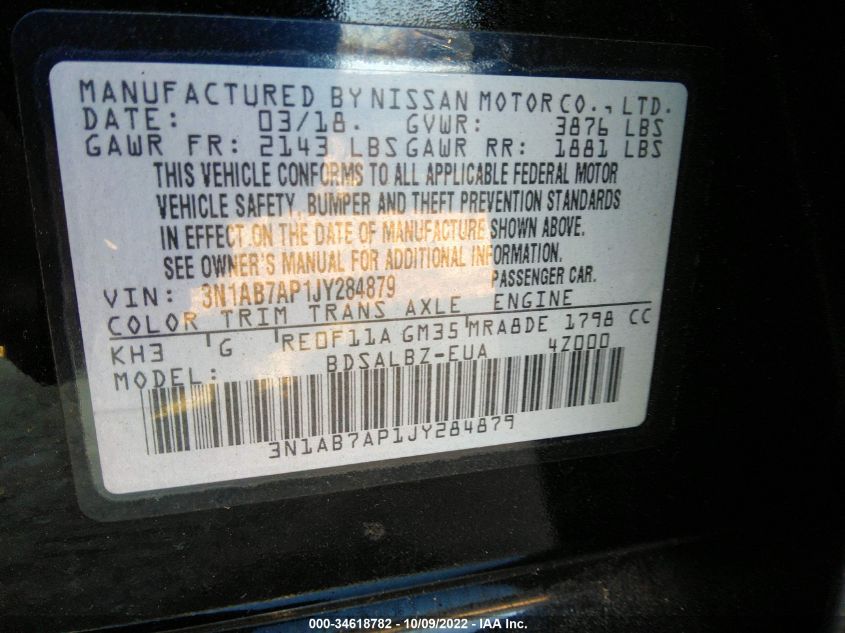 MANUFACTURED BY NISSAN MOTOR CO., LTD.
DATE: 03/18. GVWR: 3876 LBS
GAWR FR: 2143 LBS GAWR RR: 1881 LBS
THIS VEHICLE CONFORMS TO ALL APPLICABLE FEDERAL MOTOR
VEHICLE SAFETY, BUMPER AND THEFT PREVENTION STANDARDS
IN EFFECT ON THE DATE OF MANUFACTURE SHOWN ABOVE.
SEE OWNER'S MANUAL FOR ADDITIONAL INFORMATION.
VIN: 3N1AB7AP1JY284879 PASSENGER CAR.
COLOR TRIM TRANS AXLE ENGINE
KH3 'G 'RE0F11A GM35'MRA8DE 1798 CC
MODEL: BDSALBZ-EUA 4Z000
3N1AB7AP1JY284879
000-34618782 - 10/09/2022 - IAA Inc.